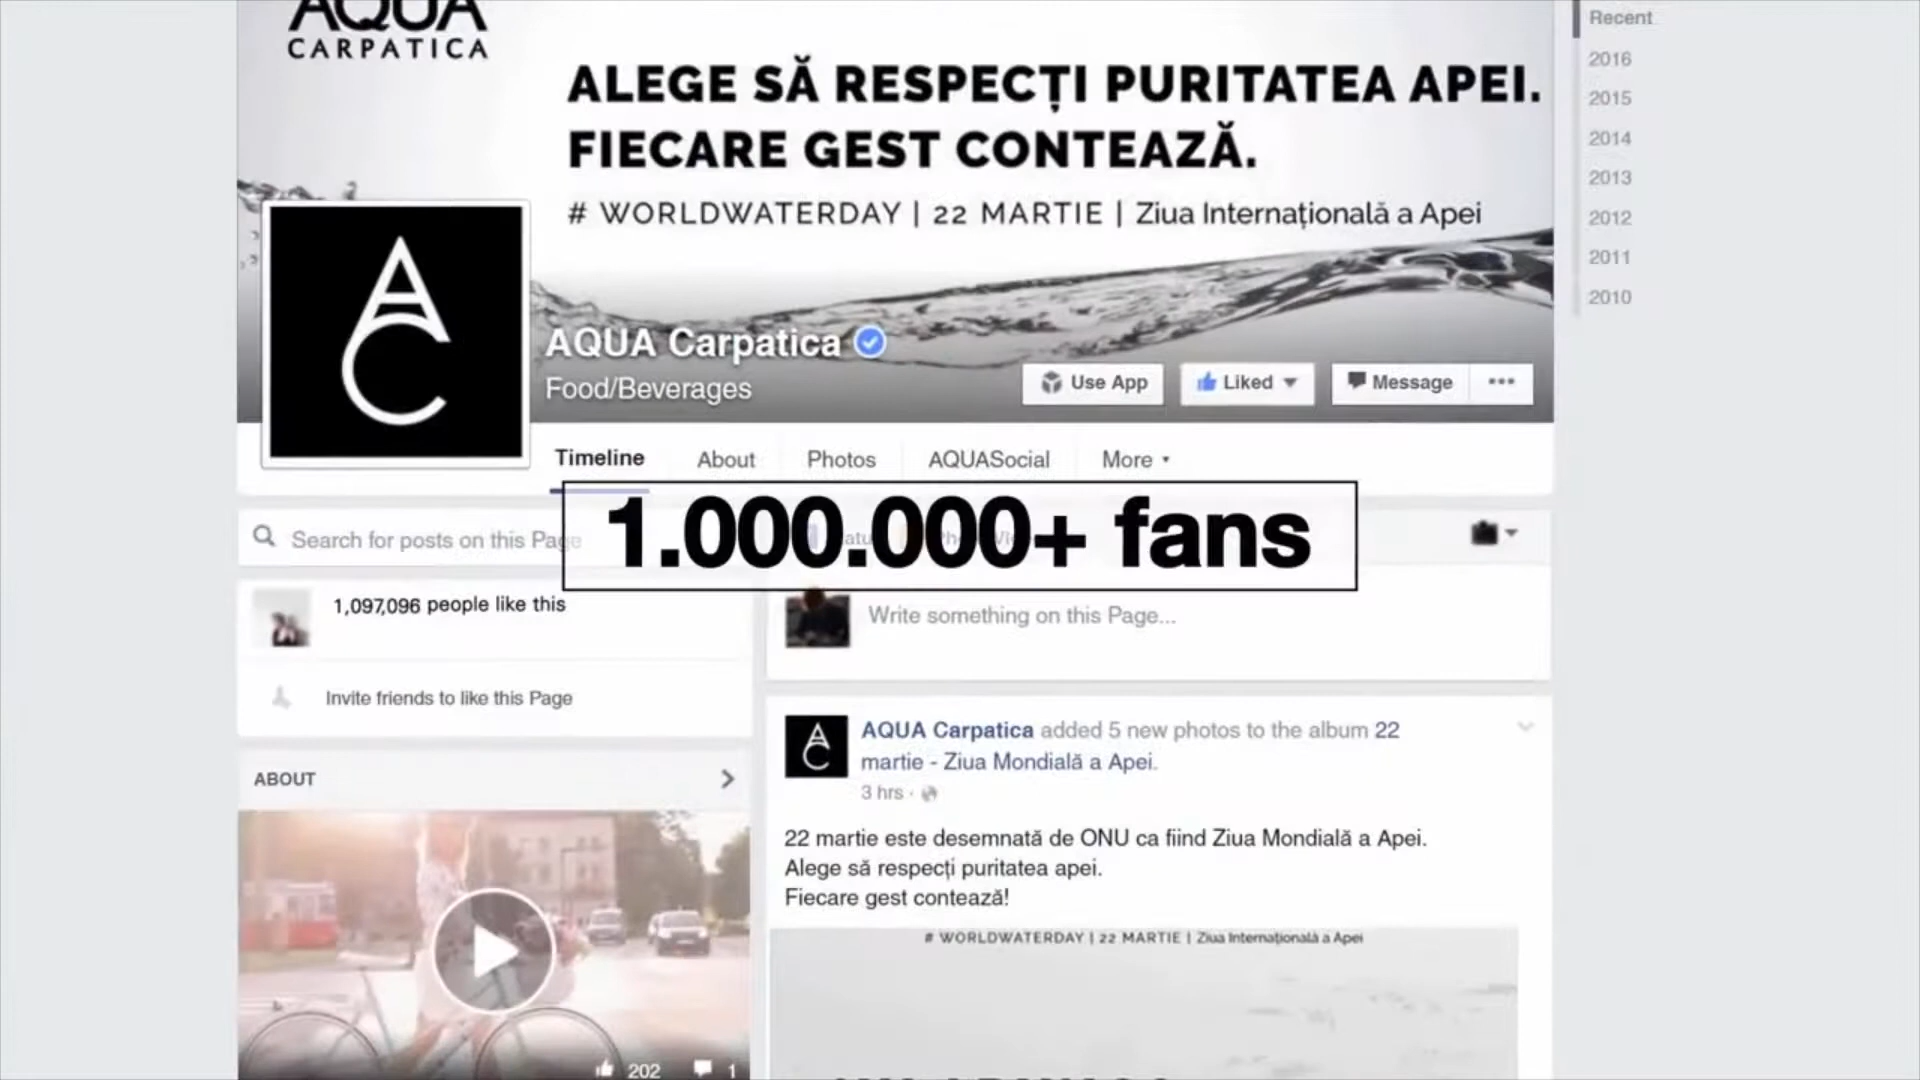 AQUA
CARPATICA
ALEGE SĂ RESPECȚI PURITATEA APEI.
FIECARE GEST CONTEAZĂ.
# WORLDWATERDAY | 22 MARTIE | Ziua Internațională a Apei
Recent
2016
2015
2014
2013
2012
2011
2010
AC
AQUA Carpatica
Food/Beverages
Use App
Liked
Message
Timeline
About
Photos
AQUASocial
More
Search for posts on this Page
1.000.000+ fans
1,097,096 people like this
Invite friends to like this Page
ABOUT
202
1
Write something on this Page...
AC
AQUA Carpatica added 5 new photos to the album 22
martie - Ziua Mondială a Apei.
3 hrs
22 martie este desemnată de ONU ca fiind Ziua Mondială a Apei.
Alege să respecți puritatea apei.
Fiecare gest contează!
# WORLDWATERDAY | 22 MARTIE | Ziua Internațională a Apei